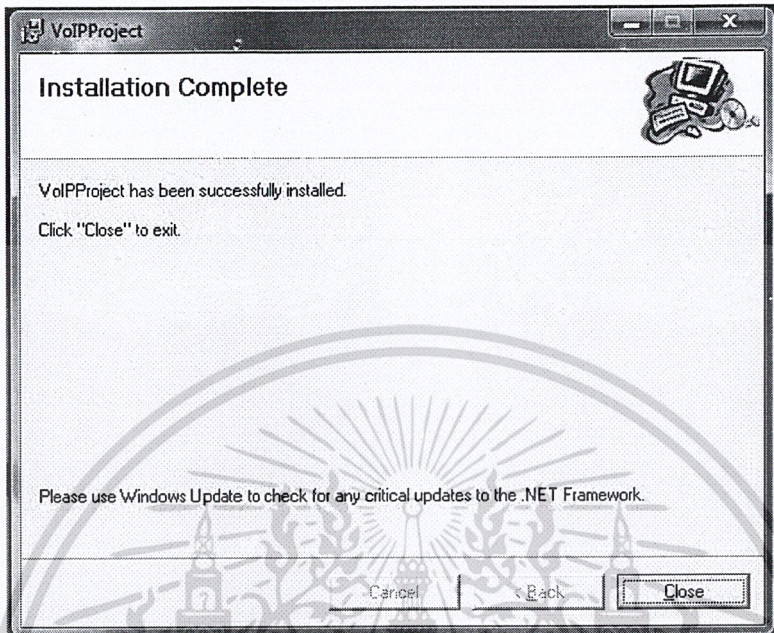 VoIPProject
Installation Complete
VoIPProject has been successfully installed.
Click "Close" to exit.
Please use Windows Update to check for any critical updates to the .NET Framework.
Cancel
< Back
Close